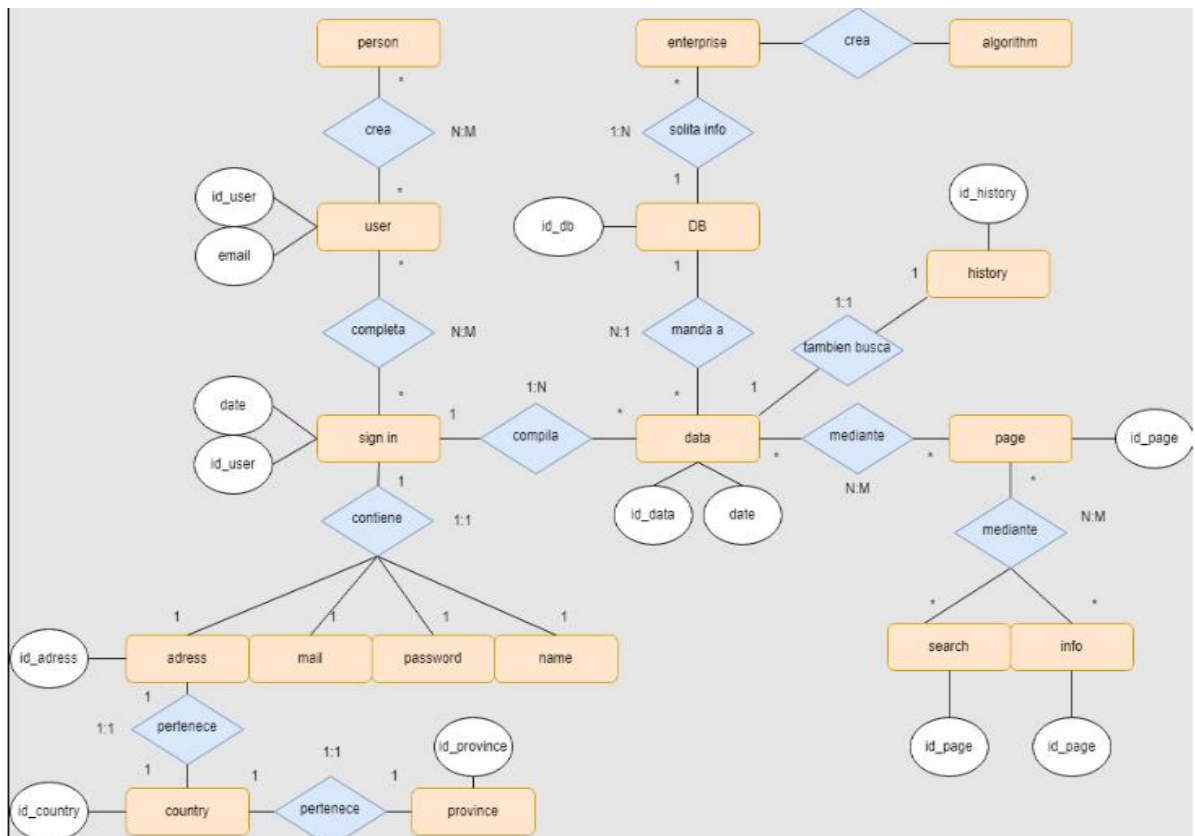 person
enterprise
crea
algorithm
*
*
crea
N:M
1:N
solita info
id_history
id_user
*
1
user
id_db
DB
email
history
*
1
1
1:1
completa
N:M
N:1
manda a
tambien busca
date
*
1:N
*
1
sign in
1
compila
*
data
*
mediante
*
page
id_page
id_user
1
N:M
*
id_data
date
contiene
1:1
mediante
N:M
1
1
1
1
*
*
id_adress
adress
mail
password
name
search
info
1
1:1
pertenece
id_province
id_page
id_page
1:1
1
1
1
id_country
country
pertenece
province